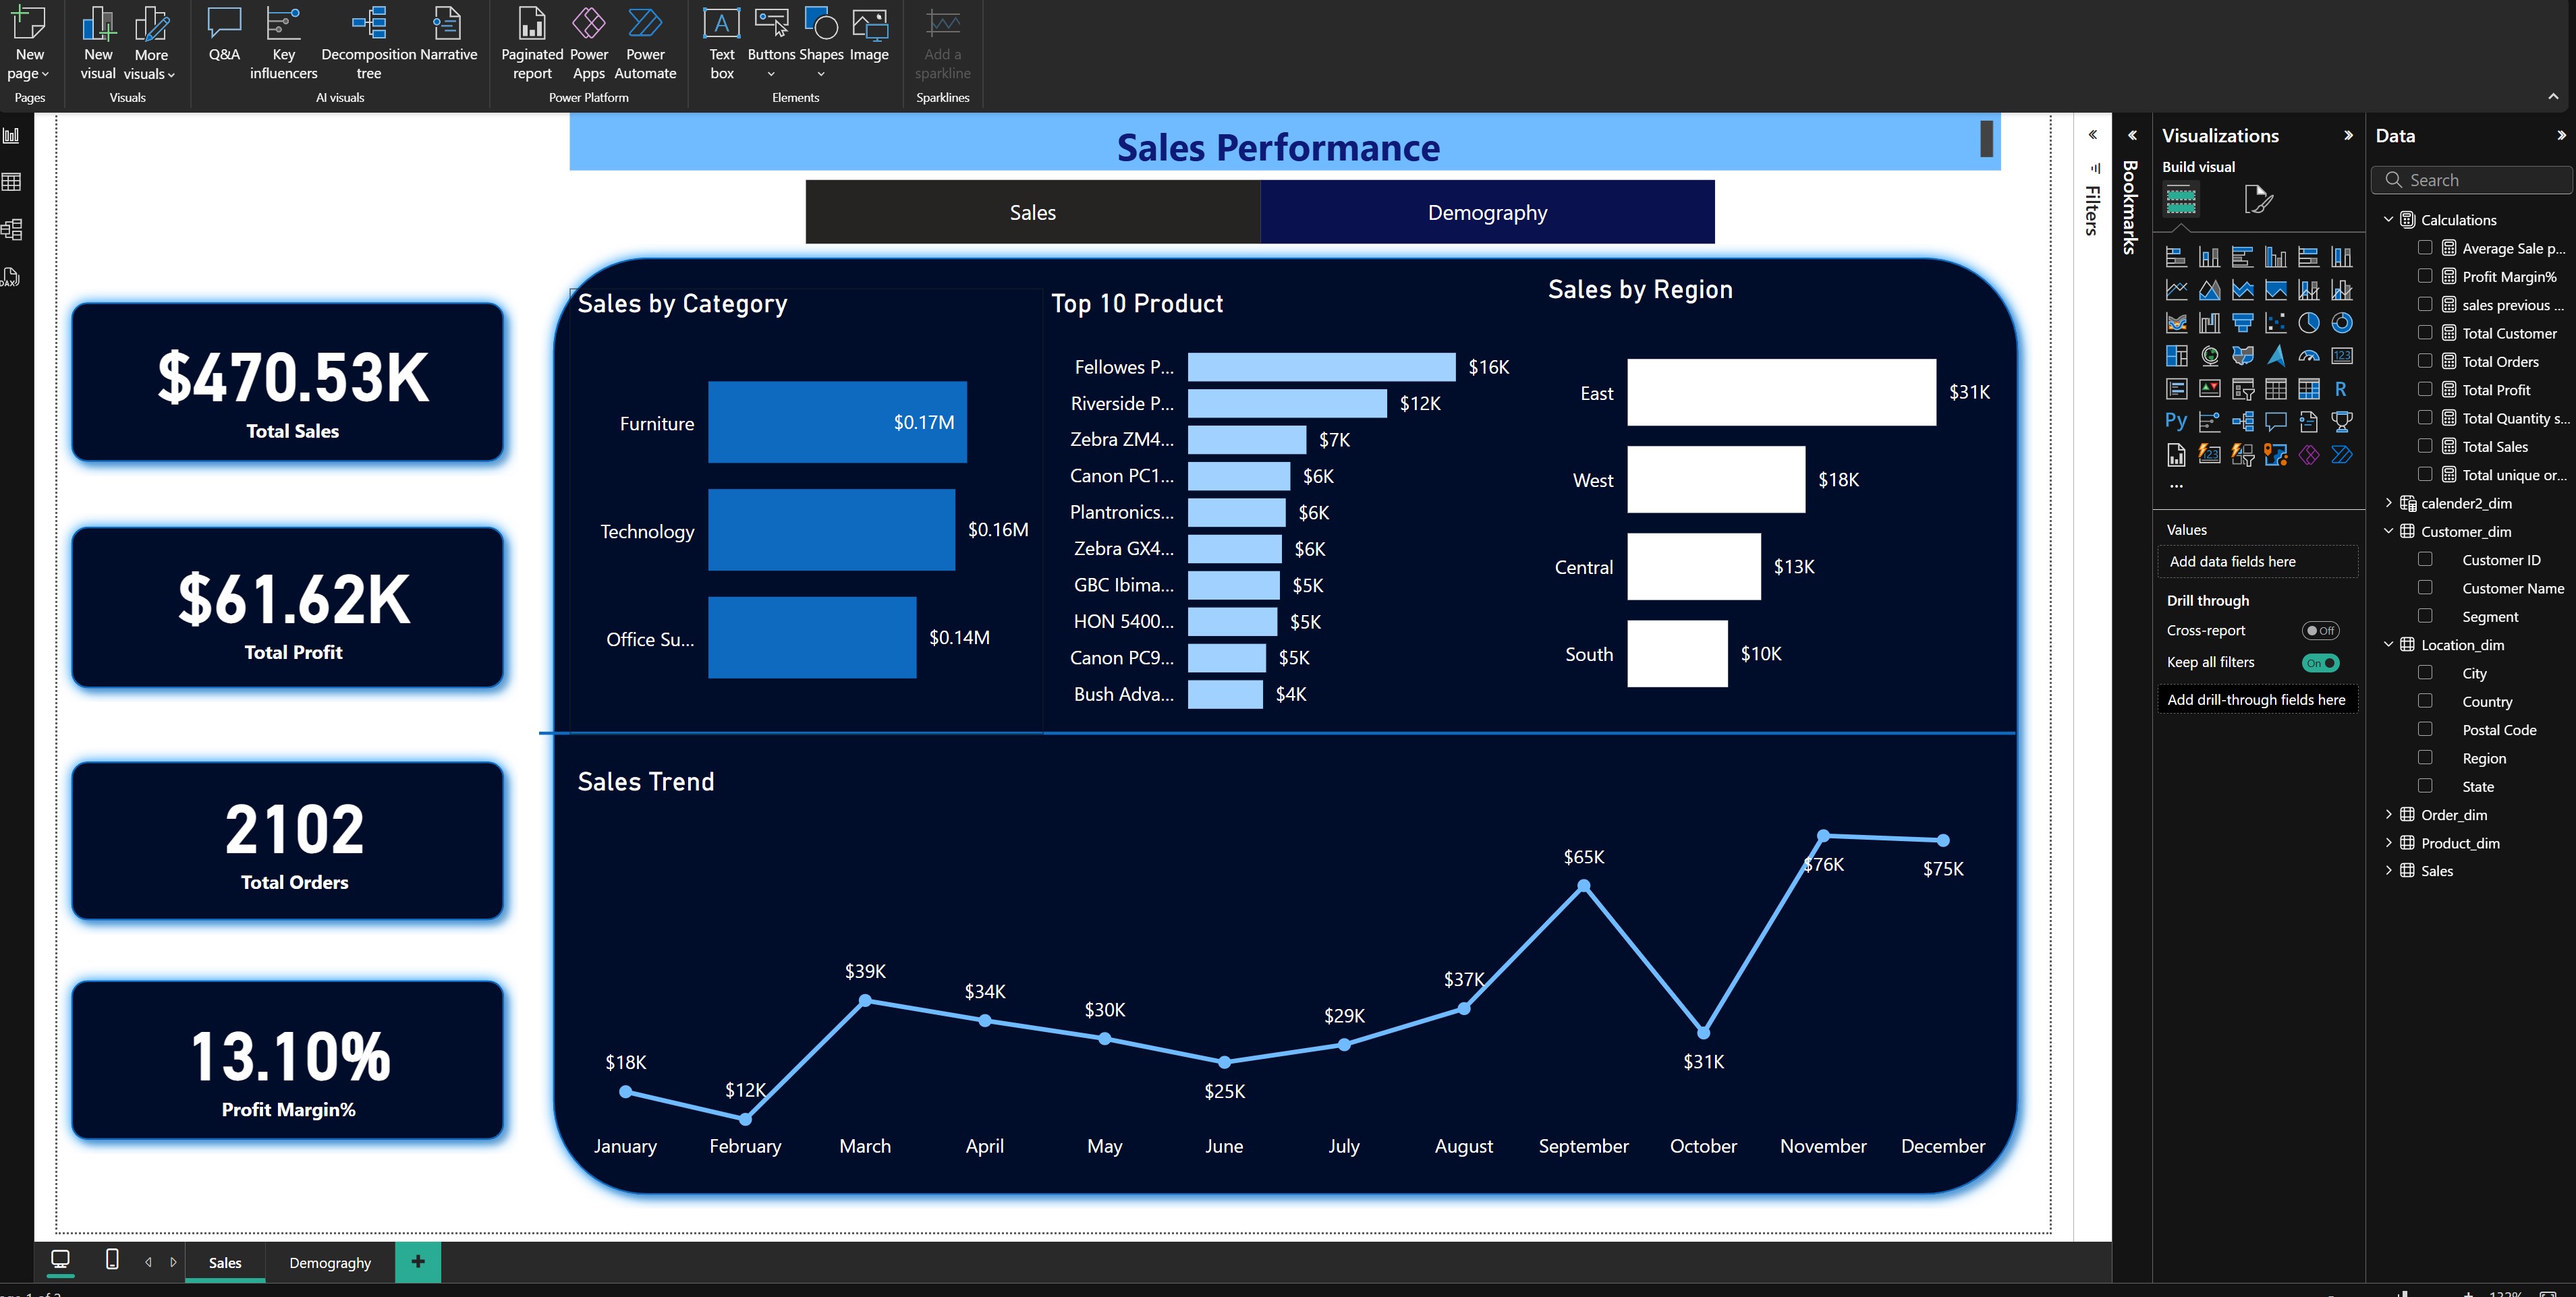 New page
New visual
More visuals
Q&A
Key influencers
Decomposition tree
Narrative
Paginated report
Power Apps
Power Automate
Text box
Buttons
Shapes
Image
Add a sparkline
Pages
Visuals
AI visuals
Power Platform
Elements
Sparklines
Sales Performance
Sales
Demography
$470.53K
Total Sales
$61.62K
Total Profit
2102
Total Orders
13.10%
Profit Margin%
Sales by Category
Furniture $0.17M
Technology $0.16M
Office Su... $0.14M
Top 10 Product
Fellowes P... $16K
Riverside P... $12K
Zebra ZM4... $7K
Canon PC1... $6K
Plantronics... $6K
Zebra GX4... $6K
GBC Ibima... $5K
HON 5400... $5K
Canon PC9... $5K
Bush Adva... $4K
Sales by Region
East $31K
West $18K
Central $13K
South $10K
Sales Trend
$18K
$12K
$39K
$34K
$30K
$25K
$29K
$37K
$65K
$31K
$76K
$75K
January February March April May June July August September October November December
Filters
Bookmarks
Visualizations
Build visual
123
R
Py
123
...
Values
Add data fields here
Drill through
Cross-report Off
Keep all filters On
Add drill-through fields here
Data
Search
Calculations
Average Sale p...
Profit Margin%
sales previous ...
Total Customer
Total Orders
Total Profit
Total Quantity s...
Total Sales
Total unique or...
calender2_dim
Customer_dim
Customer ID
Customer Name
Segment
Location_dim
City
Country
Postal Code
Region
State
Order_dim
Product_dim
Sales
DAX
Sales
Demograghy